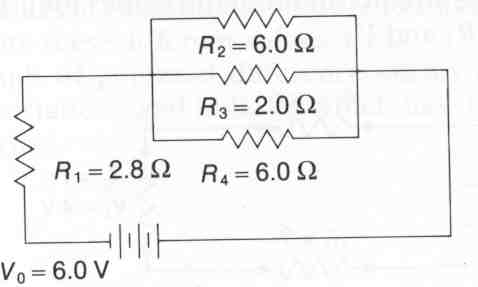 R₂ = 6.0 Ω
R₃ = 2.0 Ω
R₁ = 2.8 Ω
R₄ = 6.0 Ω
V₀ = 6.0 V